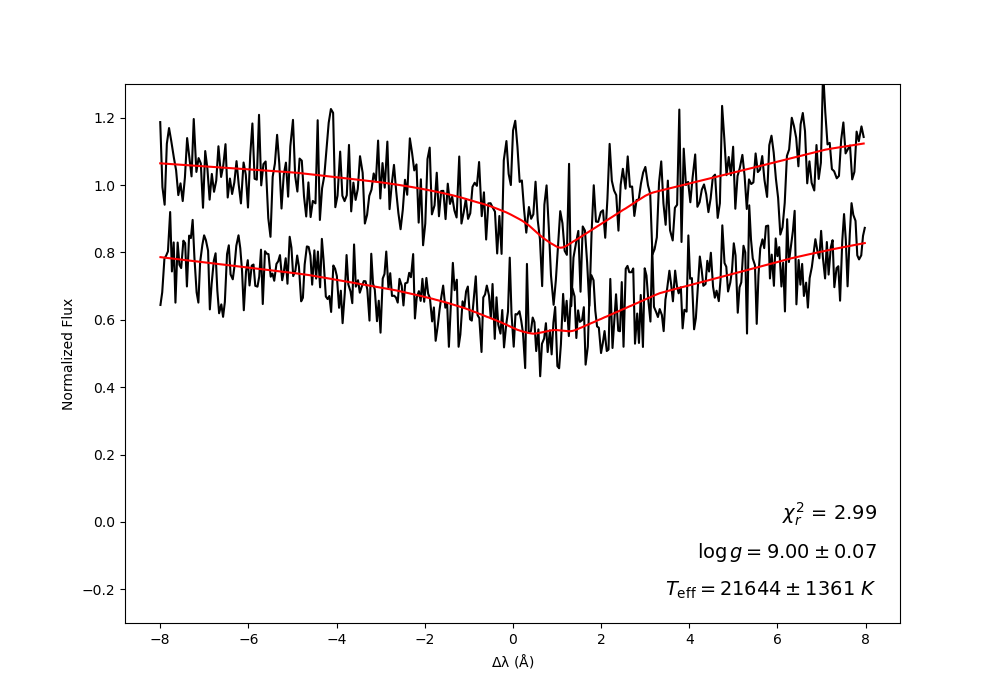 1.2
1.0
0.8
0.6
0.4
0.2
0.0
−0.2
Normalized Flux
χ²ᵣ = 2.99
log g = 9.00 ± 0.07
T_eff = 21644 ± 1361 K
−8 −6 −4 −2 0 2 4 6 8
Δλ (Å)